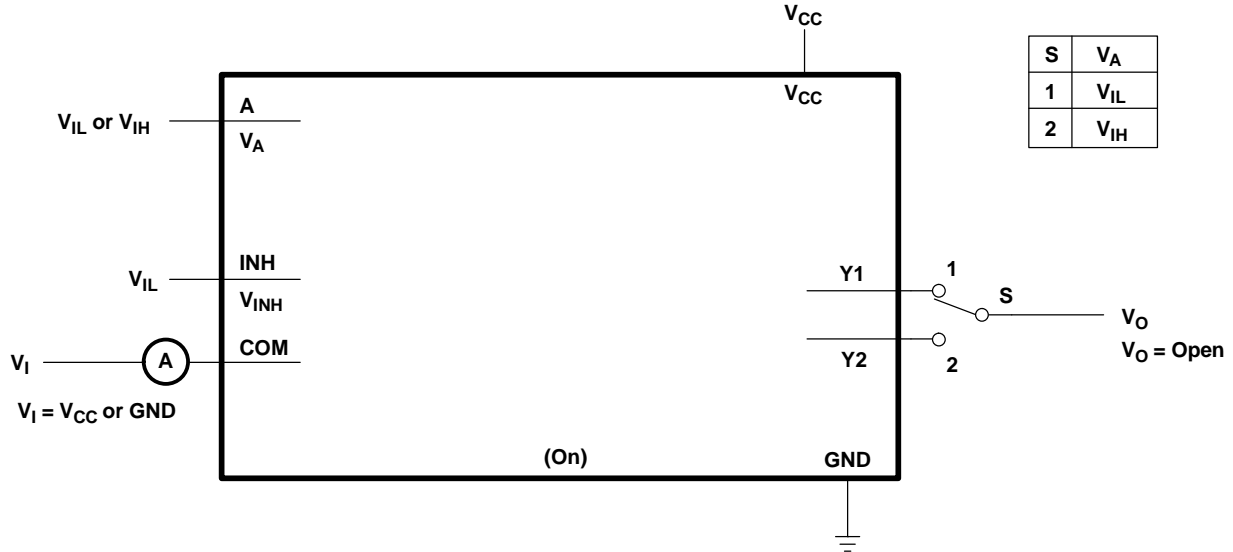 VCC
S VA
1 VIL
2 VIH
VCC
A
VIL or VIH
VA
INH
VIL
VINH
Y1
1
S
VO
VO = Open
COM
VI
A
Y2
2
VI = VCC or GND
(On)
GND